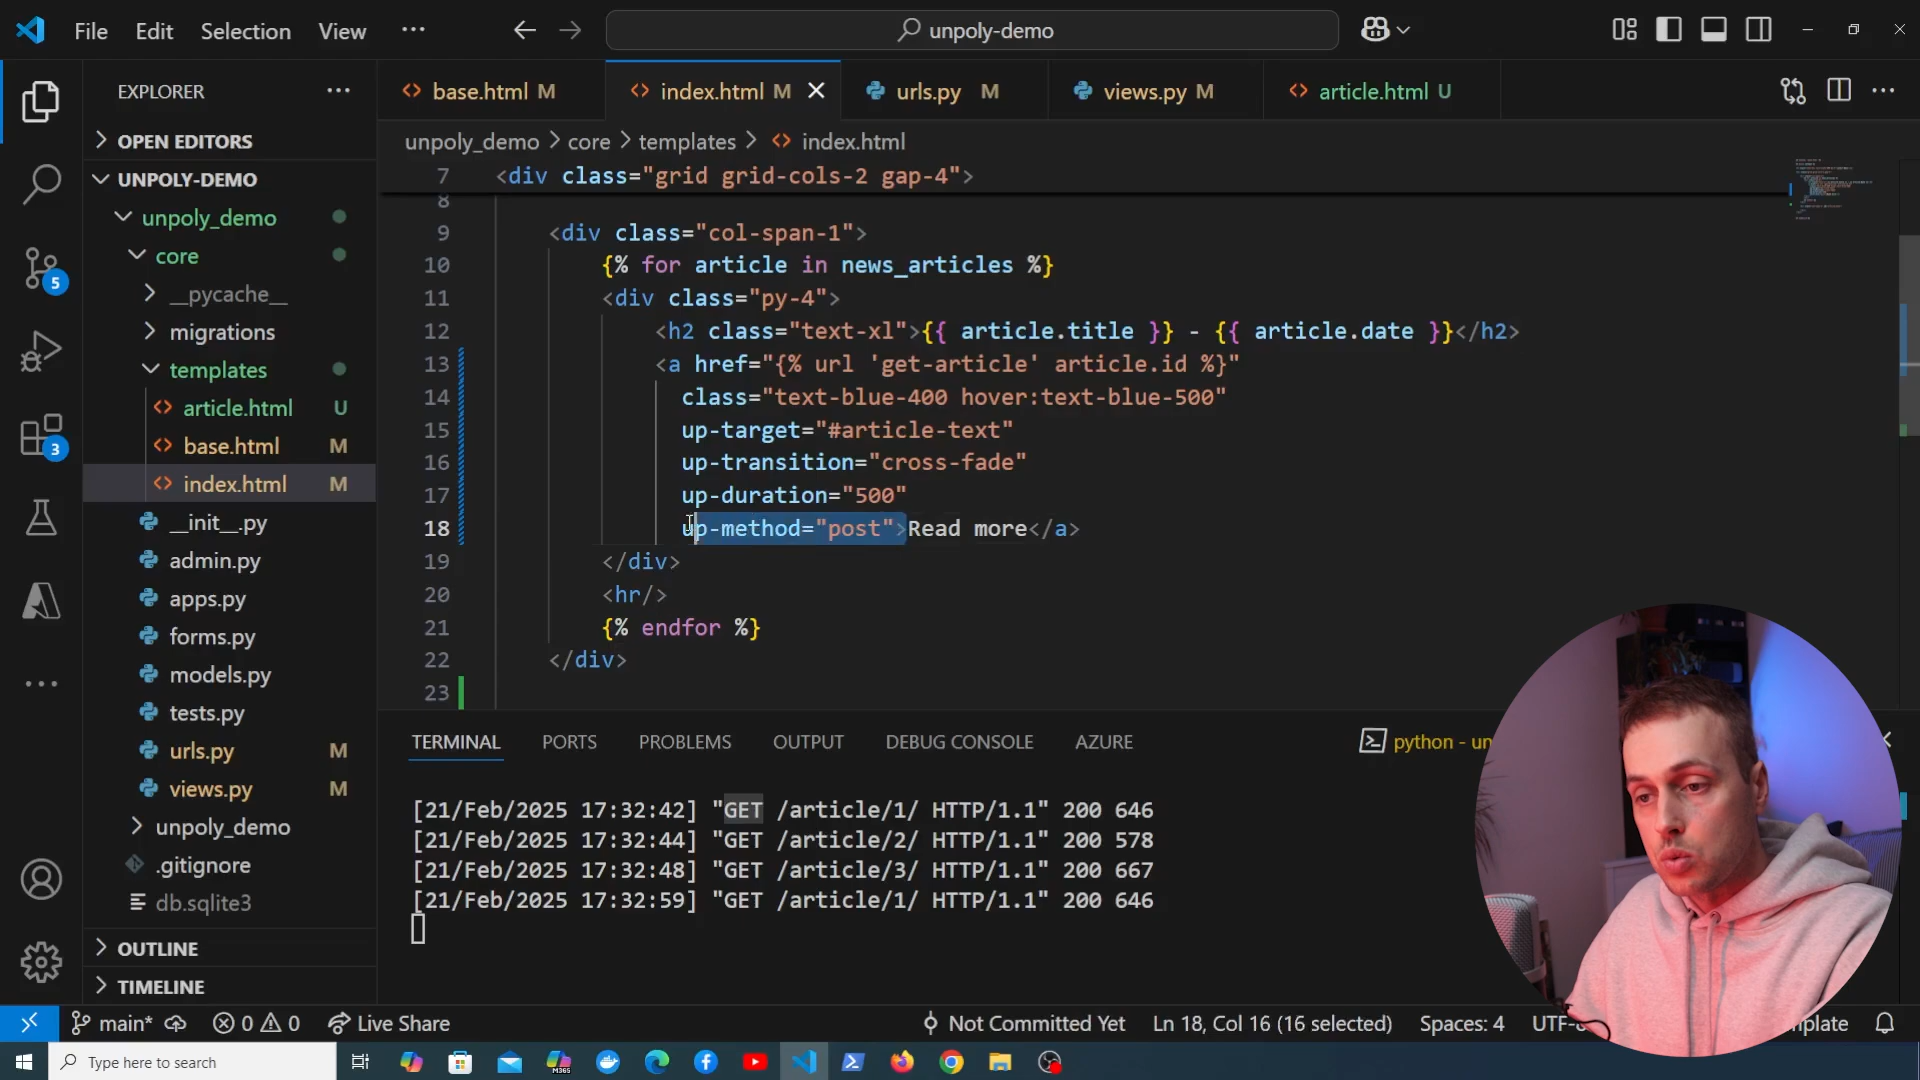 File Edit Selection View ··· unpoly-demo
EXPLORER ···
base.html M
index.html M
urls.py M
views.py M
article.html U
OPEN EDITORS
UNPOLY-DEMO
unpoly_demo
core
__pycache__
migrations
templates
article.html U
base.html M
index.html M
__init__.py
admin.py
apps.py
forms.py
models.py
tests.py
urls.py M
views.py M
unpoly_demo
.gitignore
db.sqlite3
OUTLINE
TIMELINE
5
3
unpoly_demo > core > templates > index.html
7 <div class="grid grid-cols-2 gap-4">
8
9 <div class="col-span-1">
10 {% for article in news_articles %}
11 <div class="py-4">
12 <h2 class="text-xl">{{ article.title }} - {{ article.date }}</h2>
13 <a href="{% url 'get-article' article.id %}"
14 class="text-blue-400 hover:text-blue-500"
15 up-target="#article-text"
16 up-transition="cross-fade"
17 up-duration="500"
18 up-method="post">Read more</a>
19 </div>
20 <hr/>
21 {% endfor %}
22 </div>
23
TERMINAL PORTS PROBLEMS OUTPUT DEBUG CONSOLE AZURE
python - un
[21/Feb/2025 17:32:42] "GET /article/1/ HTTP/1.1" 200 646
[21/Feb/2025 17:32:44] "GET /article/2/ HTTP/1.1" 200 578
[21/Feb/2025 17:32:48] "GET /article/3/ HTTP/1.1" 200 667
[21/Feb/2025 17:32:59] "GET /article/1/ HTTP/1.1" 200 646
main* 0 0 Live Share Not Committed Yet Ln 18, Col 16 (16 selected) Spaces: 4 UTF-
Type here to search